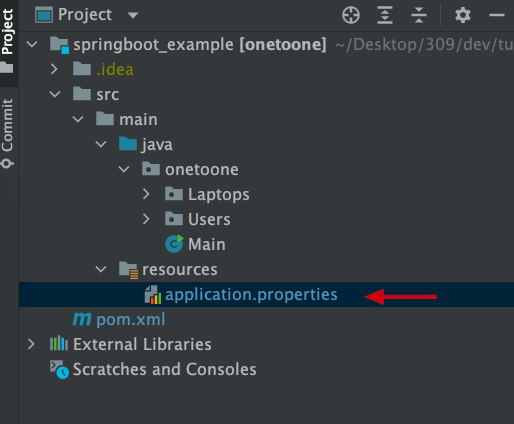 Project
Project
Commit
springboot_example [onetoone] ~/Desktop/309/dev/tu
.idea
src
main
java
onetoone
Laptops
Users
Main
resources
application.properties
pom.xml
External Libraries
Scratches and Consoles